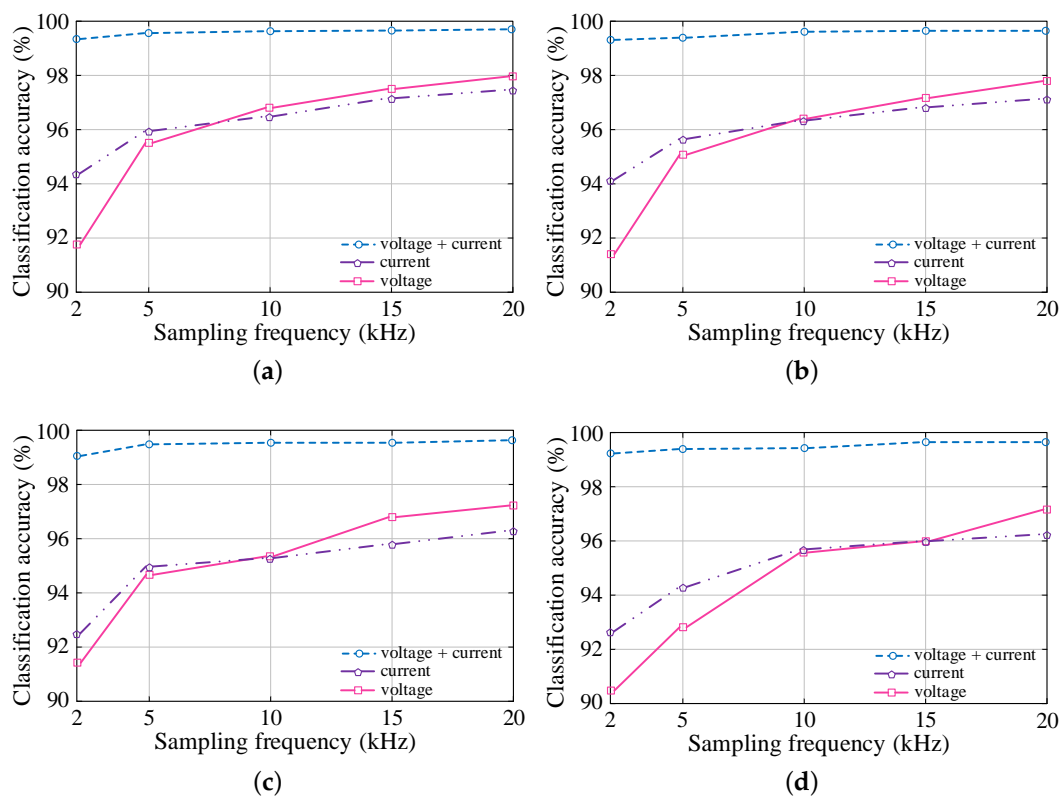 100
98
96
94
92
90
Classification accuracy (%)
voltage + current
current
voltage
2 5 10 15 20
Sampling frequency (kHz)
(a)
100
98
96
94
92
90
Classification accuracy (%)
voltage + current
current
voltage
2 5 10 15 20
Sampling frequency (kHz)
(b)
100
98
96
94
92
90
Classification accuracy (%)
voltage + current
current
voltage
2 5 10 15 20
Sampling frequency (kHz)
(c)
100
98
96
94
92
90
Classification accuracy (%)
voltage + current
current
voltage
2 5 10 15 20
Sampling frequency (kHz)
(d)